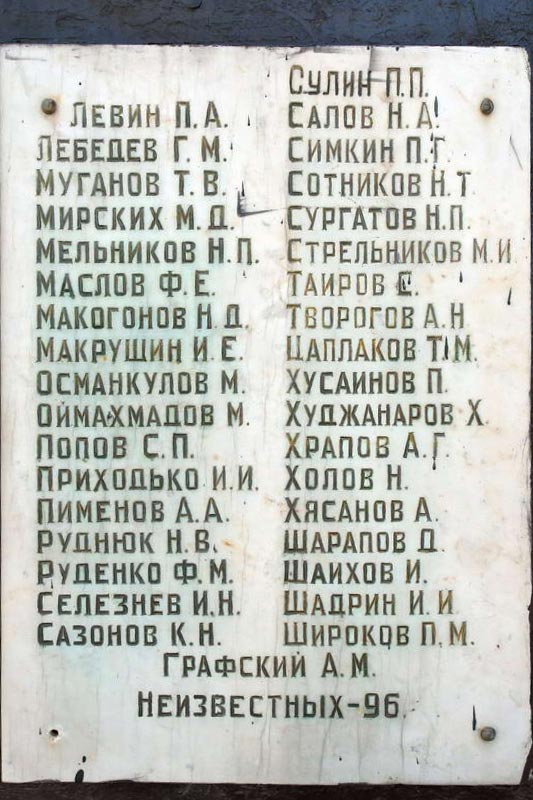 Левин П.А.
Лебедев Г.М.
Муганов Т.В.
Мирских М.Д.
Мельников Н.П.
Маслов Ф.Е.
Макогонов Н.Д.
Макрушин И.Е.
Османкулов М.
Оймахмадов М.
Попов С.П.
Приходько И.И.
Пименов А.А.
Руднюк Н.В.
Руденко Ф.М.
Селезнев И.Н.
Сазонов К.Н.
Сулин П.П.
Салов Н.А.
Симкин П.Г.
Сотников Н.Т.
Сургатов Н.П.
Стрельников М.И
Таиров С.
Творогов А.Н
Цаплаков Т.М.
Хусаинов П.
Худжанаров Х.
Храпов А.Г.
Холов Н.
Хясанов А.
Шарапов Д.
Шаихов И.
Шадрин И.И
Широков П.М.
Графский А.М.
Неизвестных-96.